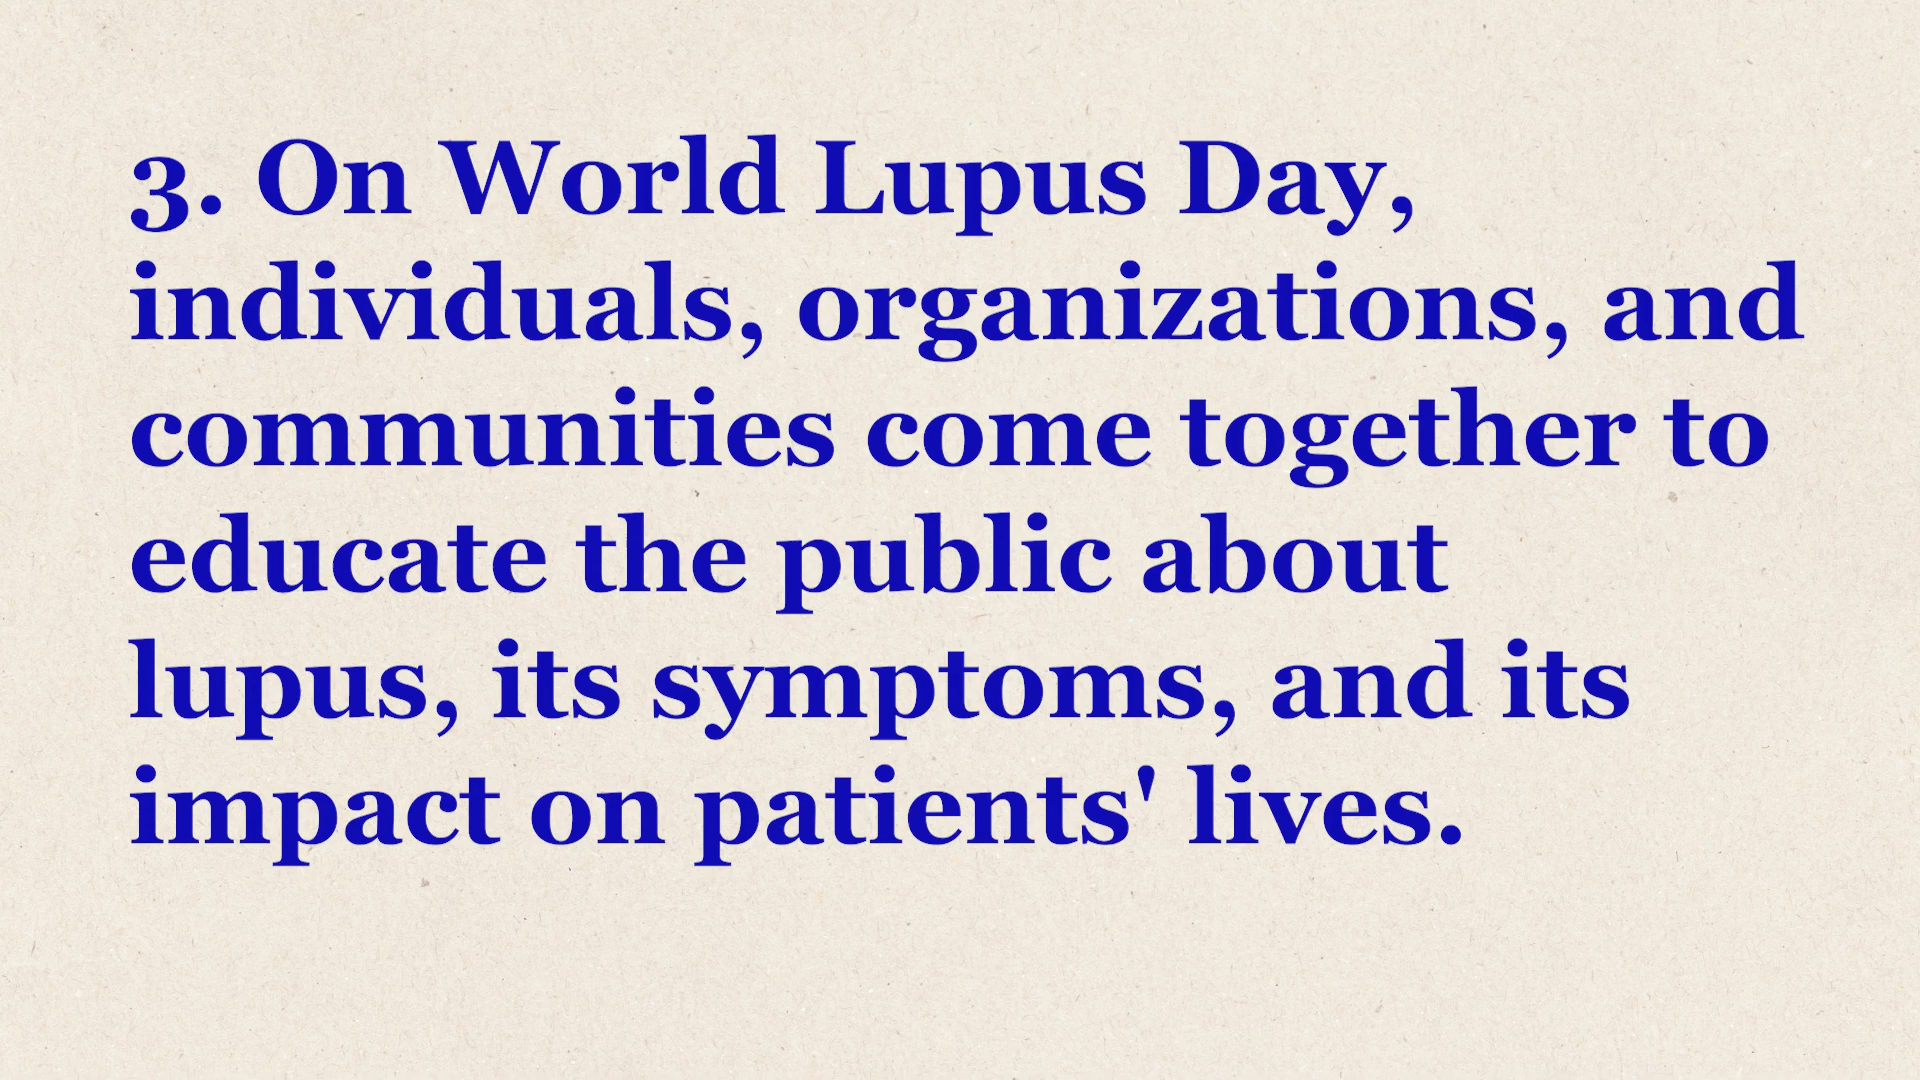 3. On World Lupus Day,
individuals, organizations, and
communities come together to
educate the public about
lupus, its symptoms, and its
impact on patients' lives.